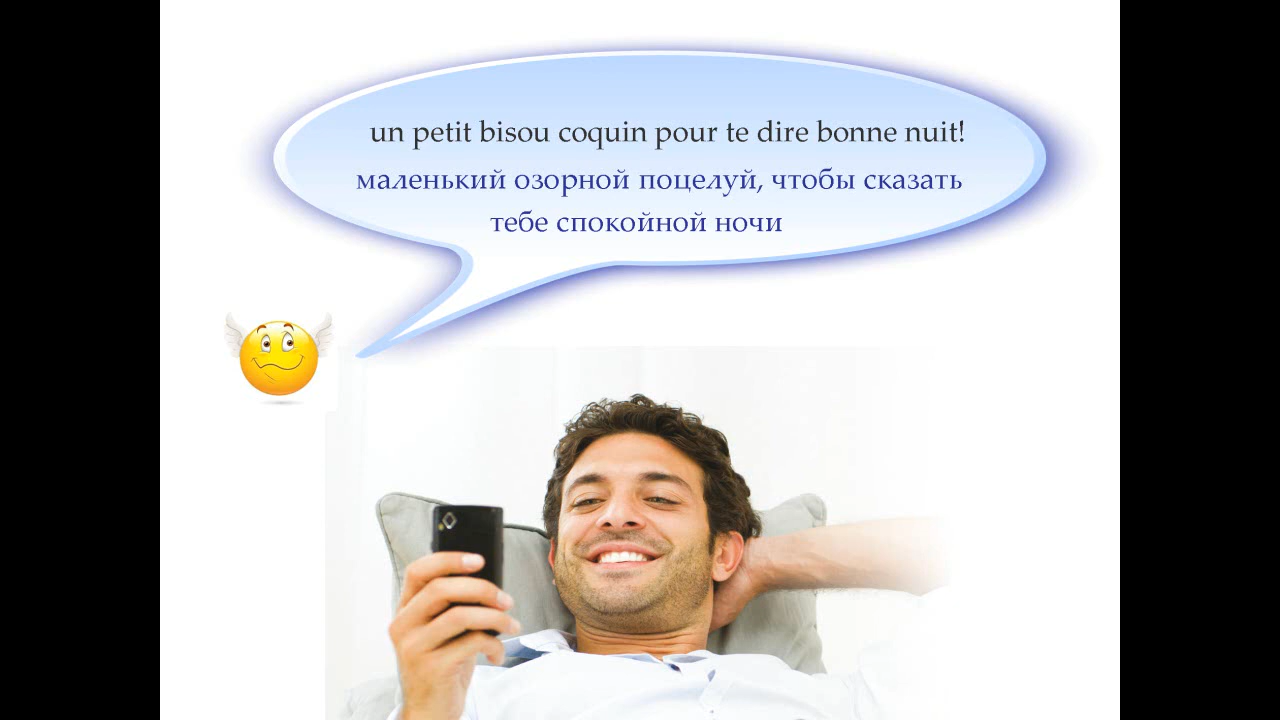 un petit bisou coquin pour te dire bonne nuit!
маленький озорной поцелуй, чтобы сказать
тебе спокойной ночи